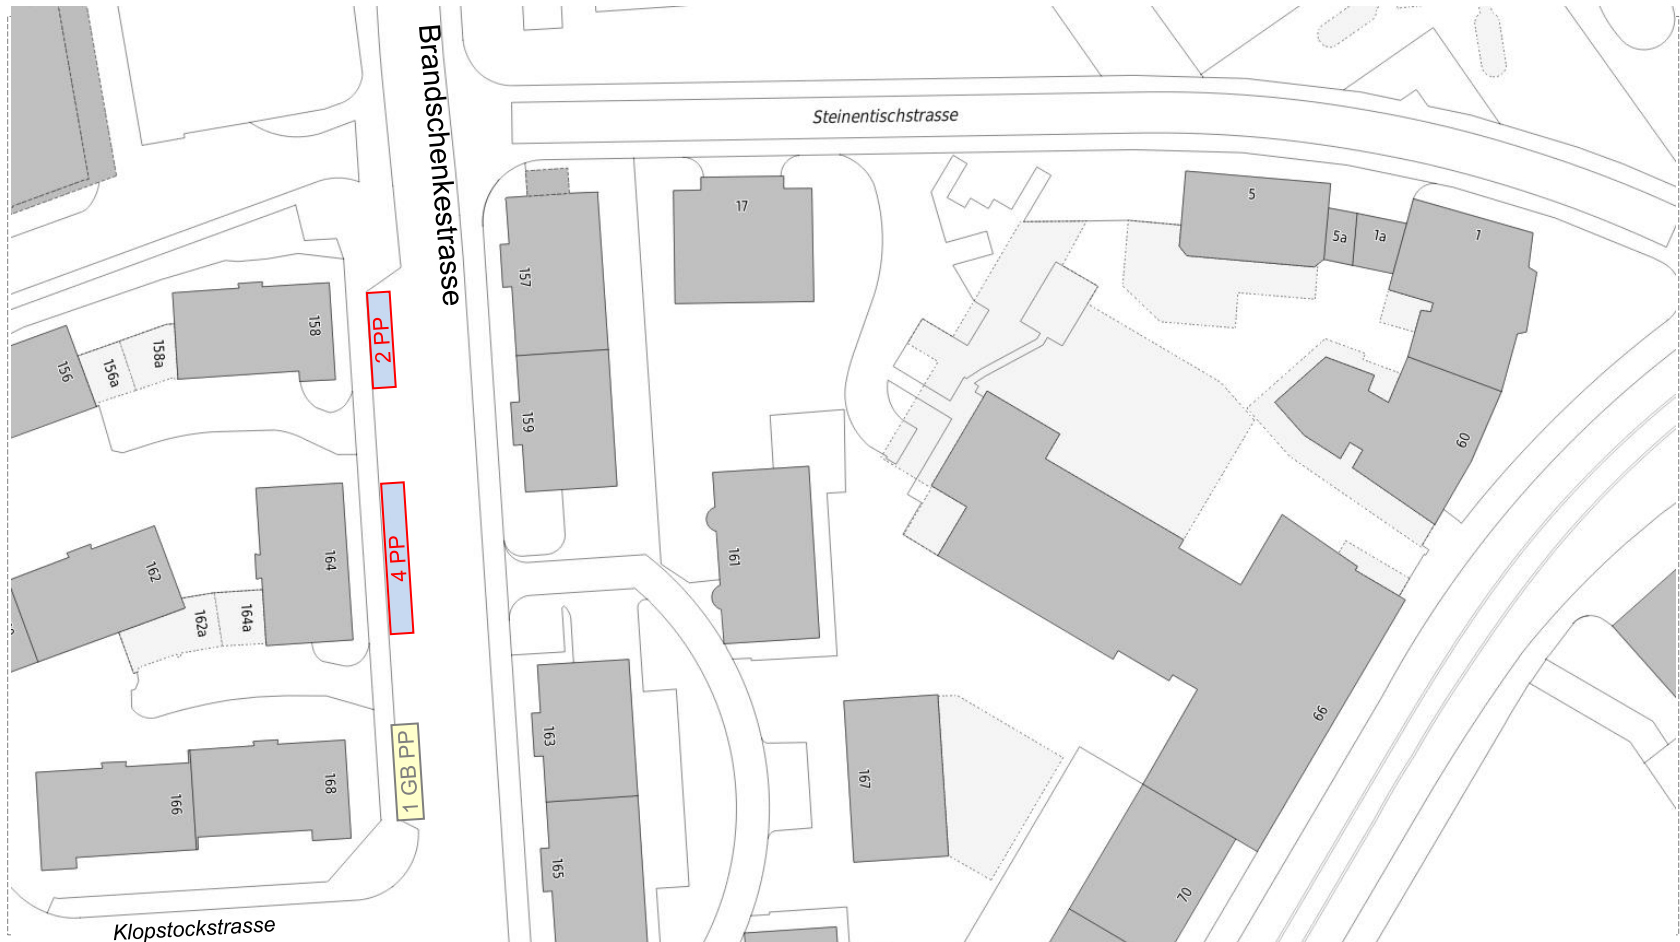 Brandschenkestrasse
Steinentischstrasse
5
5a
1a
1
17
157
158
2 PP
158a
156a
156
159
60
4 PP
164
161
162
162a
164a
66
163
1 GB PP
168
166
167
165
70
Klopstockstrasse